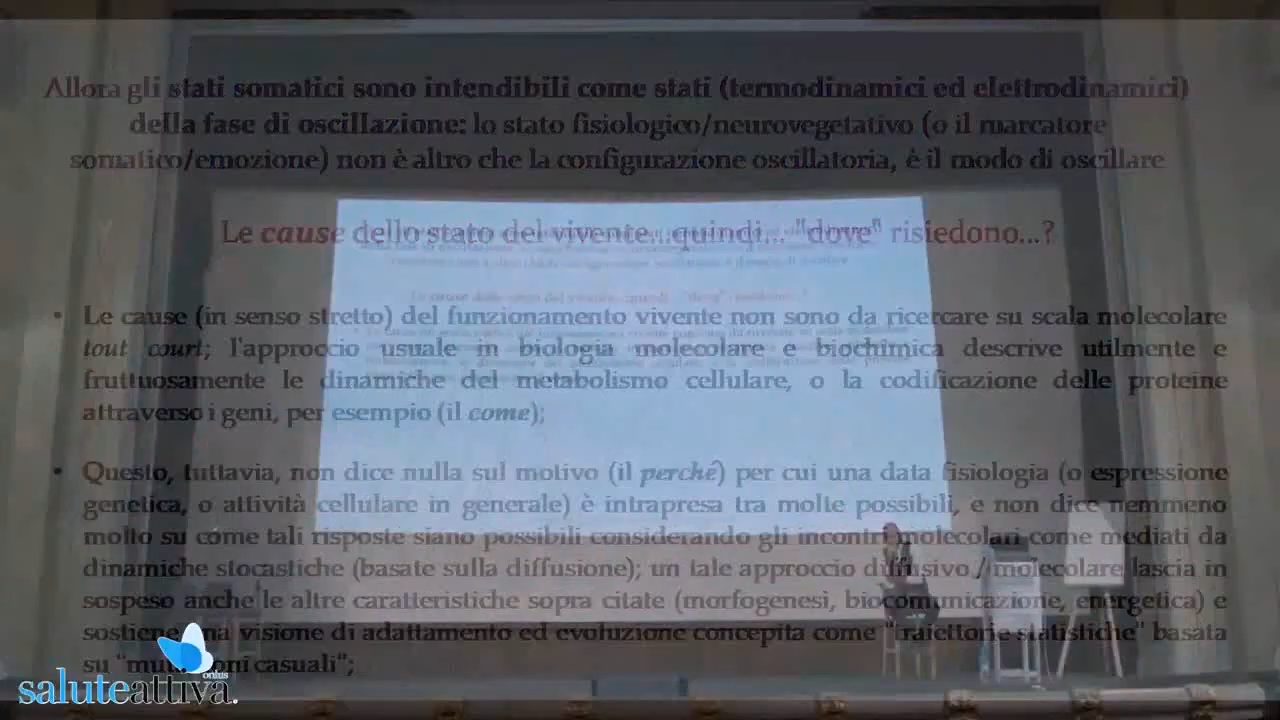 Allora gli stati somatici sono intendibili come stati (termodinamici ed elettrodinamici)
della fase di oscillazione: lo stato fisiologico/neurovegetativo (o il marcatore
somatico/emozione) non è altro che la configurazione oscillatoria, è il modo di oscillare
Le cause dello stato del vivente...quindi... "dove" risiedono...?
• Le cause (in senso stretto) del funzionamento vivente non sono da ricercare su scala molecolare
tout court; l'approccio usuale in biologia molecolare e biochimica descrive utilmente e
fruttuosamente le dinamiche del metabolismo cellulare, o la codificazione delle proteine
attraverso i geni, per esempio (il come);
• Questo, tuttavia, non dice nulla sul motivo (il perché) per cui una data fisiologia (o espressione
genetica, o attività cellulare in generale) è intrapresa tra molte possibili, e non dice nemmeno
molto su come tali risposte siano possibili considerando gli incontri molecolari come mediati da
dinamiche stocastiche (basate sulla diffusione); un tale approccio diffusivo / molecolare lascia in
sospeso anche le altre caratteristiche sopra citate (morfogenesi, biocomunicazione, energetica) e
sostiene una visione di adattamento ed evoluzione concepita come "traiettorie statistiche" basata
su "mutazioni casuali";
onlus
saluteattiva.